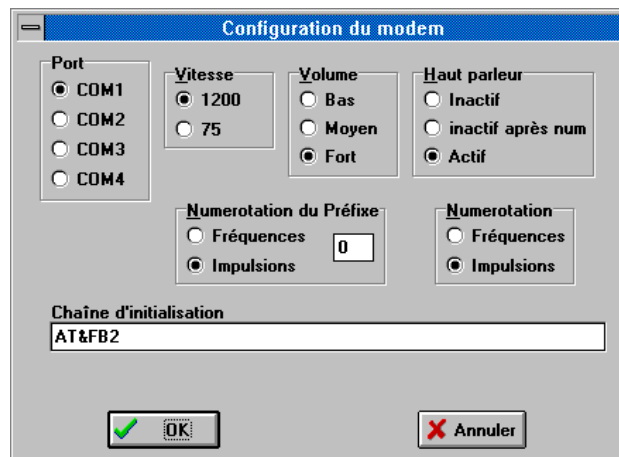 Configuration du modem
Port
COM1
COM2
COM3
COM4
Vitesse
1200
75
Volume
Bas
Moyen
Fort
Haut parleur
Inactif
inactif après num
Actif
Numerotation du Préfixe
Fréquences
Impulsions
0
Numerotation
Fréquences
Impulsions
Chaîne d'initialisation
AT&FB2
OK
Annuler